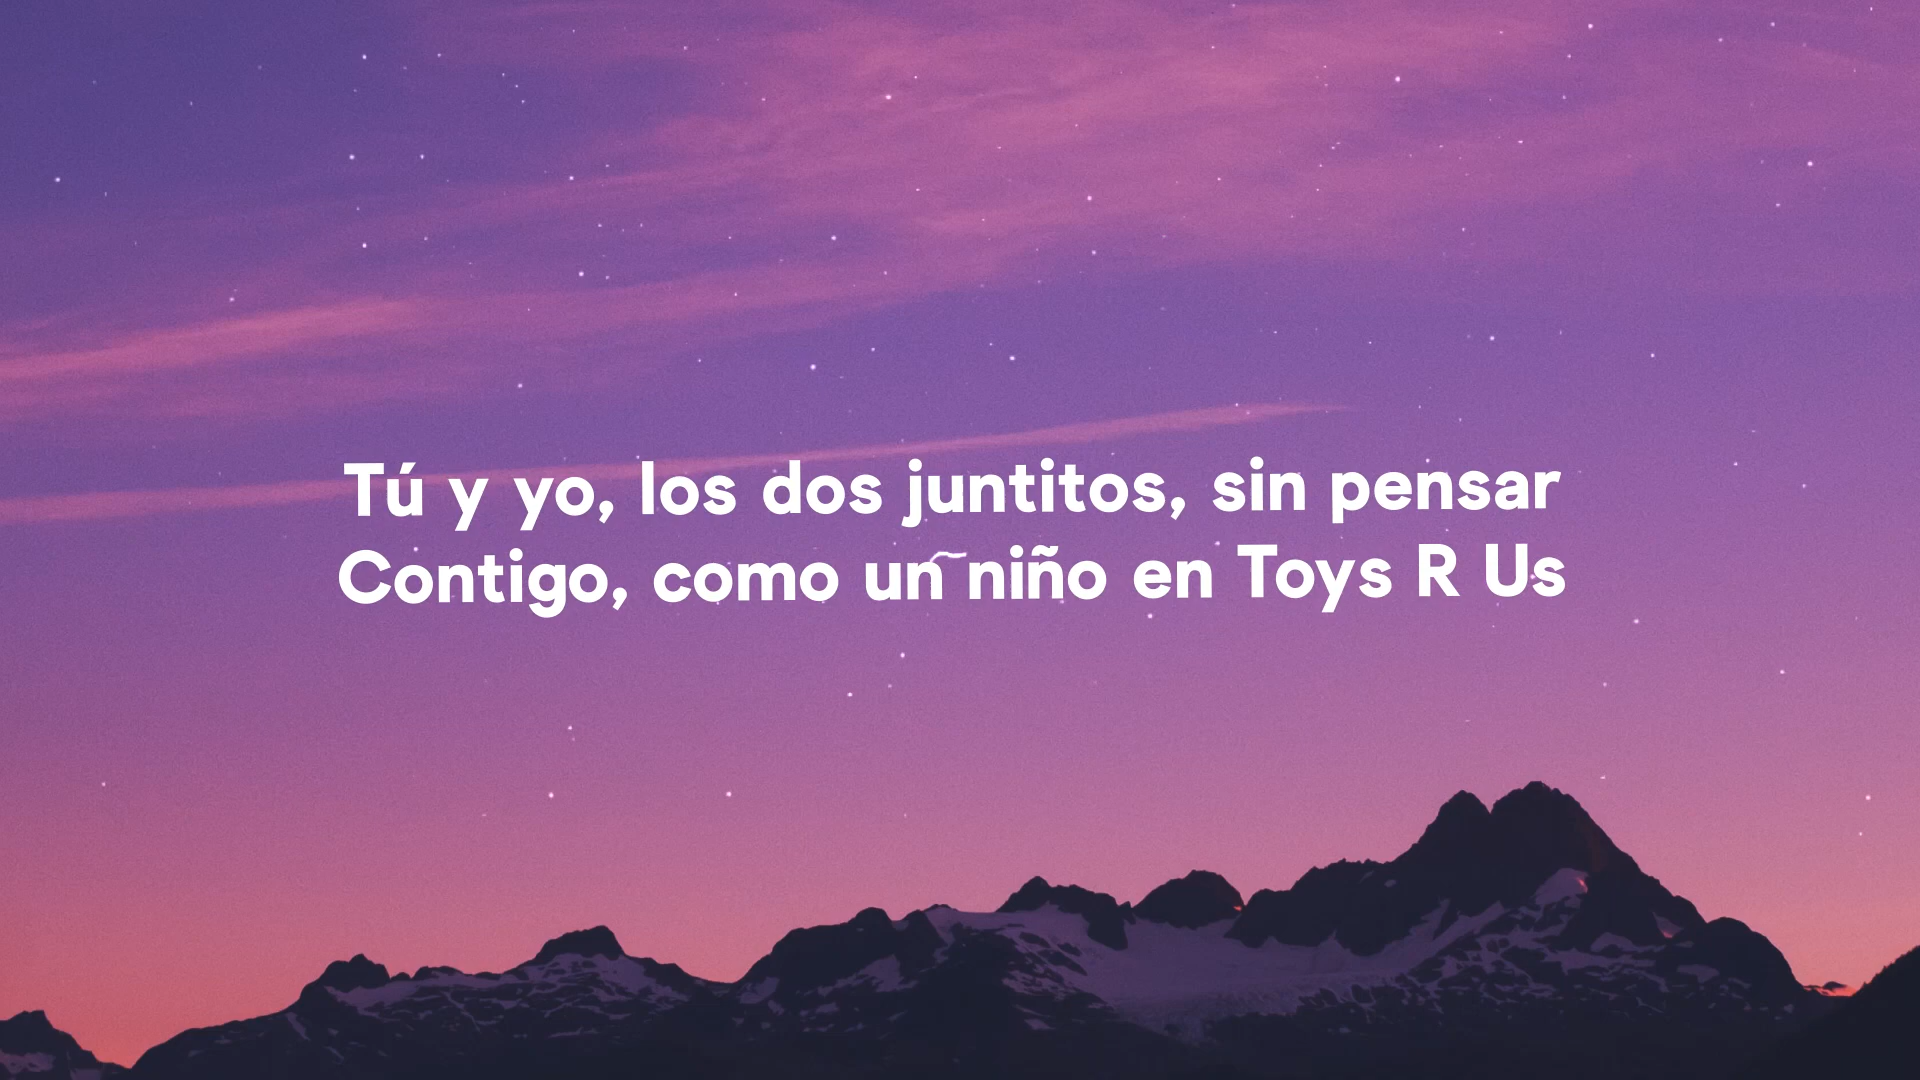 Tú y yo, los dos juntitos, sin pensar
Contigo, como un niño en Toys R Us